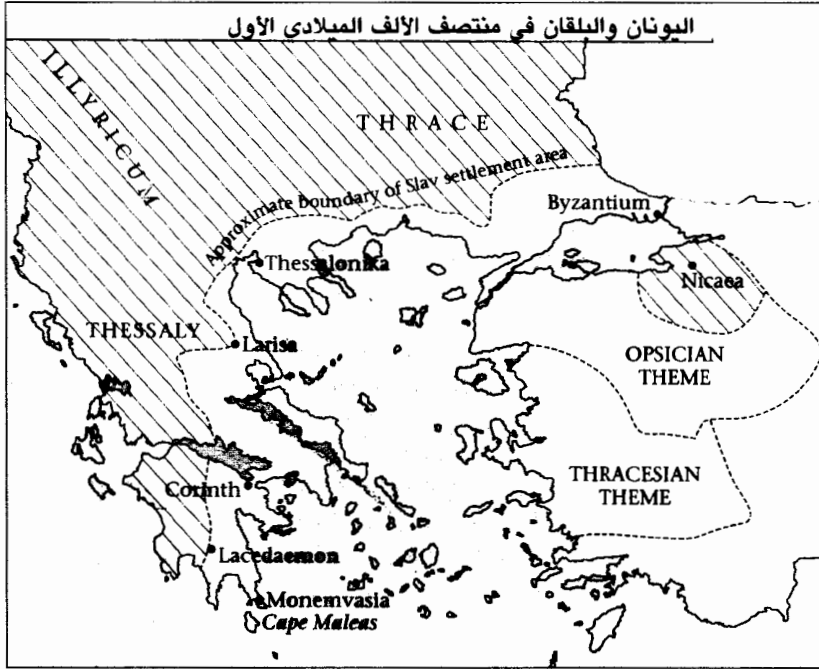 اليونان والبلقان في منتصف الألف الميلادي الأول
ILLYRICUM
THRACE
Approximate boundary of Slav settlement area
Byzantium
Thessalonika
Nicaea
THESSALY
Larisa
OPSICIAN
THEME
THRACESIAN
THEME
Corinth
Lacedaemon
Monemvasia
Cape Maleas